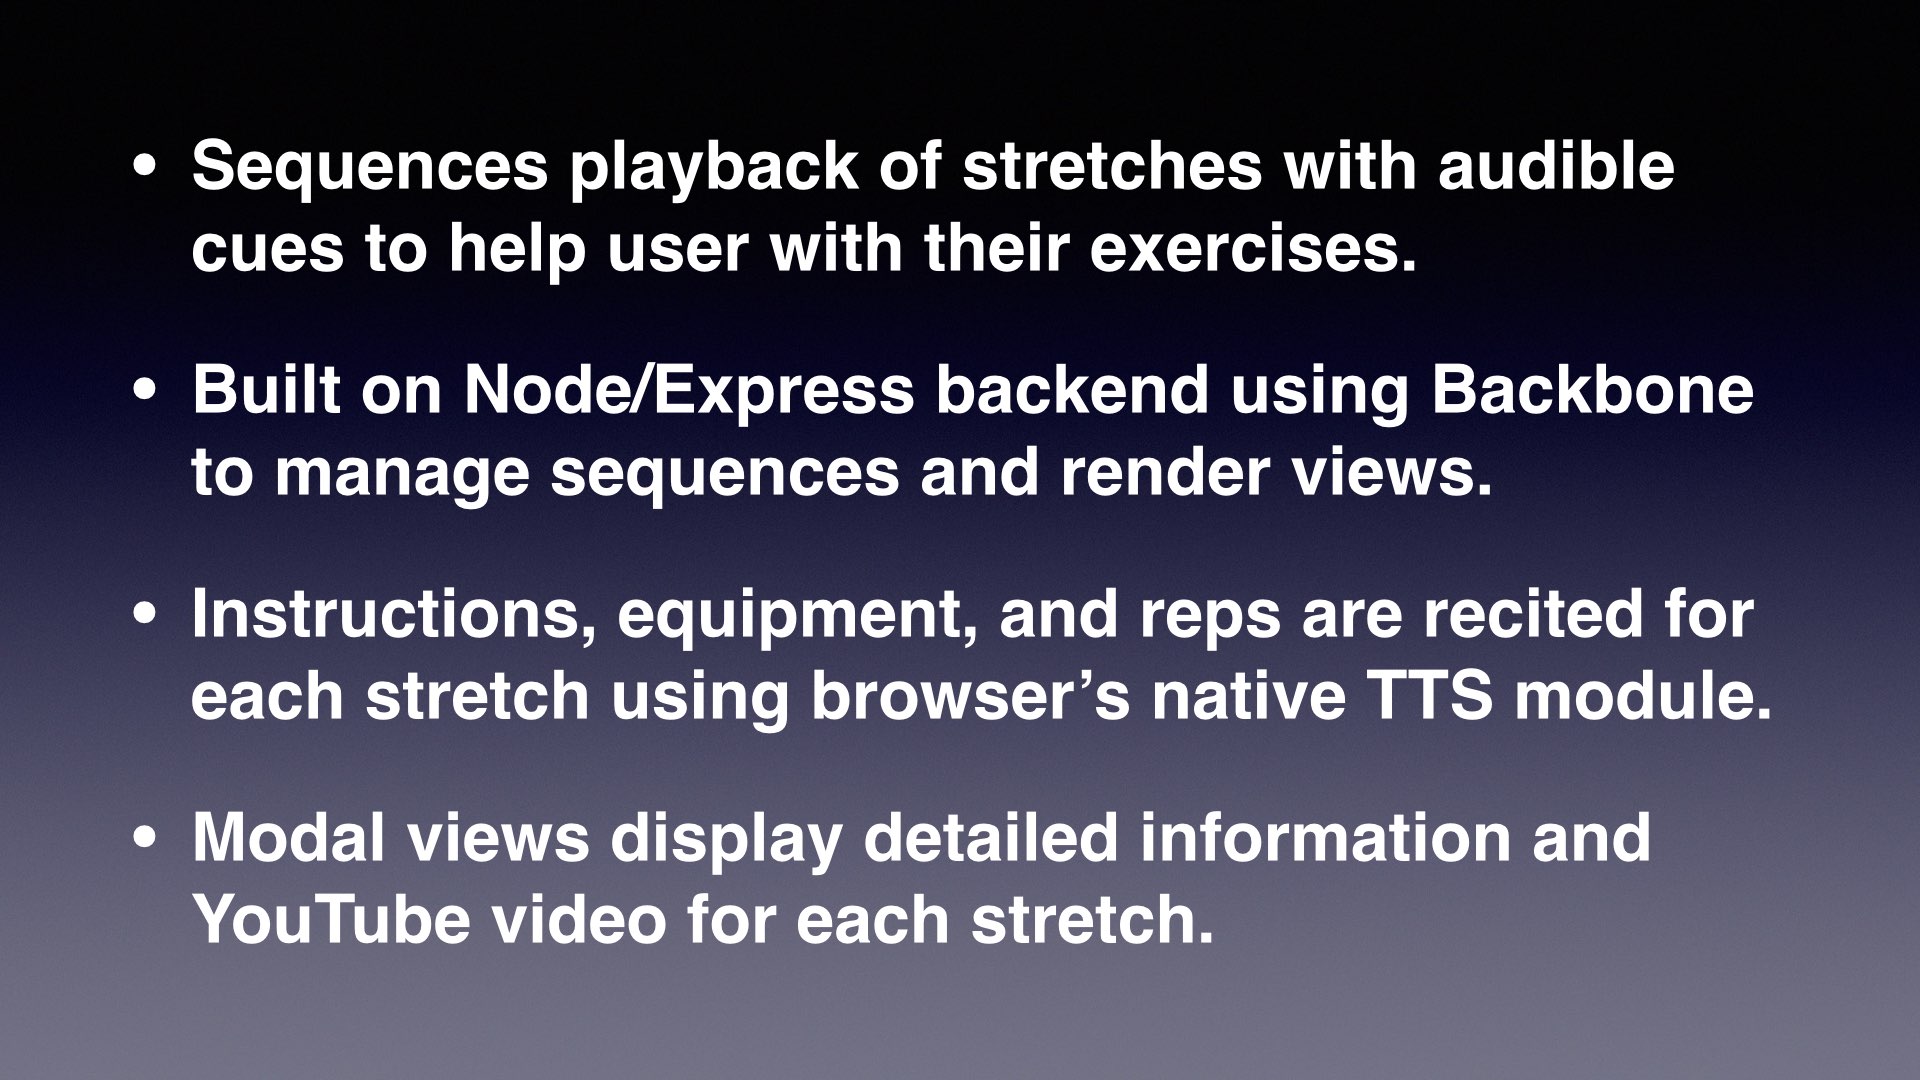 • Sequences playback of stretches with audible
cues to help user with their exercises.
• Built on Node/Express backend using Backbone
to manage sequences and render views.
• Instructions, equipment, and reps are recited for
each stretch using browser’s native TTS module.
• Modal views display detailed information and
YouTube video for each stretch.